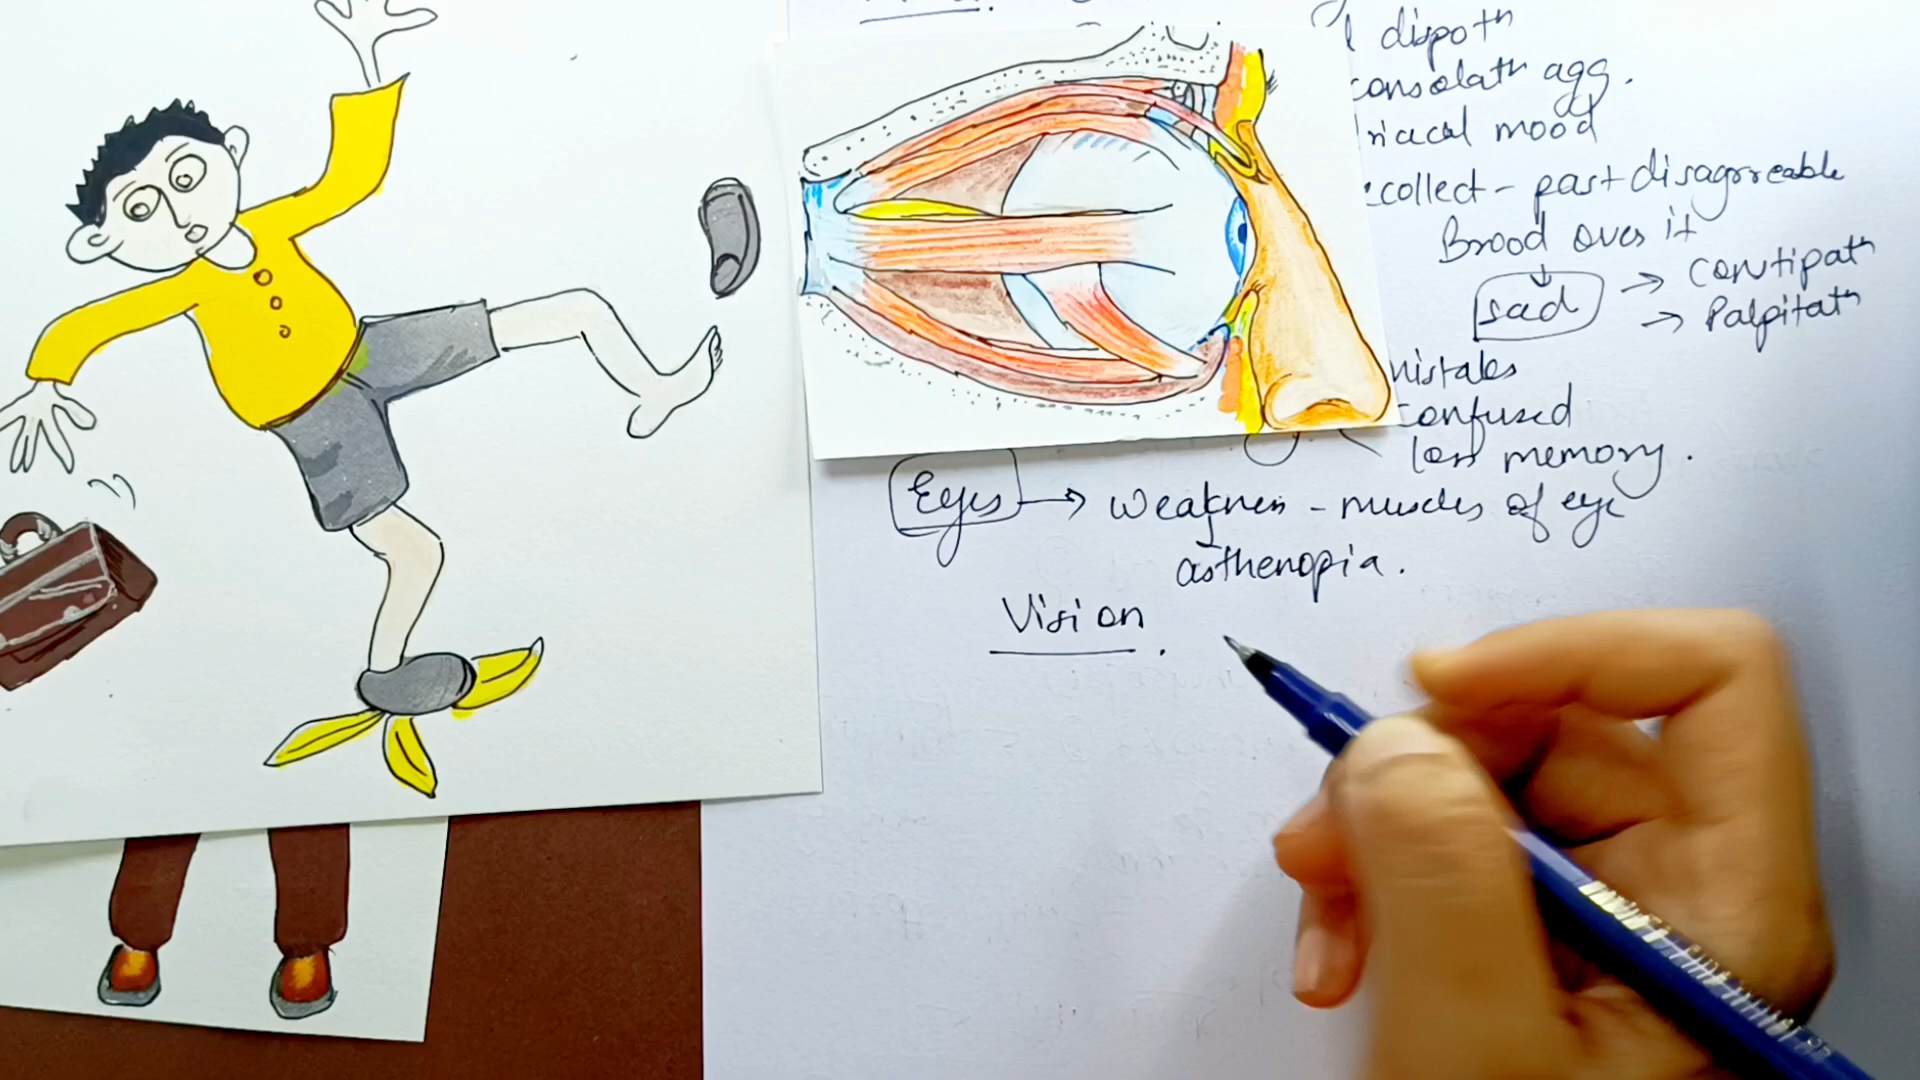 dispoth
consolath agg.
riacal mood
collect - past disagreeable
Brood over it
sad → Constipath
→ Palpitath
mistakes
confused
loss memory.
Eyes → weakness - muscles of eye
asthenopia.
Vision.